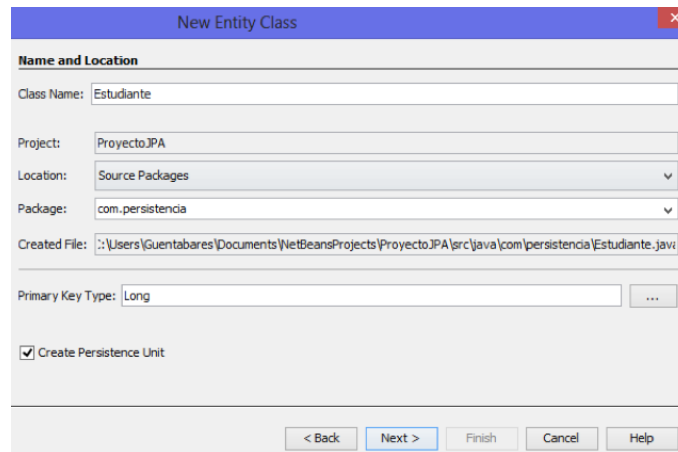 New Entity Class
Name and Location
Class Name: Estudiante
Project: ProyectoJPA
Location: Source Packages
Package: com.persistencia
Created File: :\Users\Guentabares\Documents\NetBeansProjects\ProyectoJPA\src\java\com\persistencia\Estudiante.java
Primary Key Type: Long ...
Create Persistence Unit
< Back Next > Finish Cancel Help